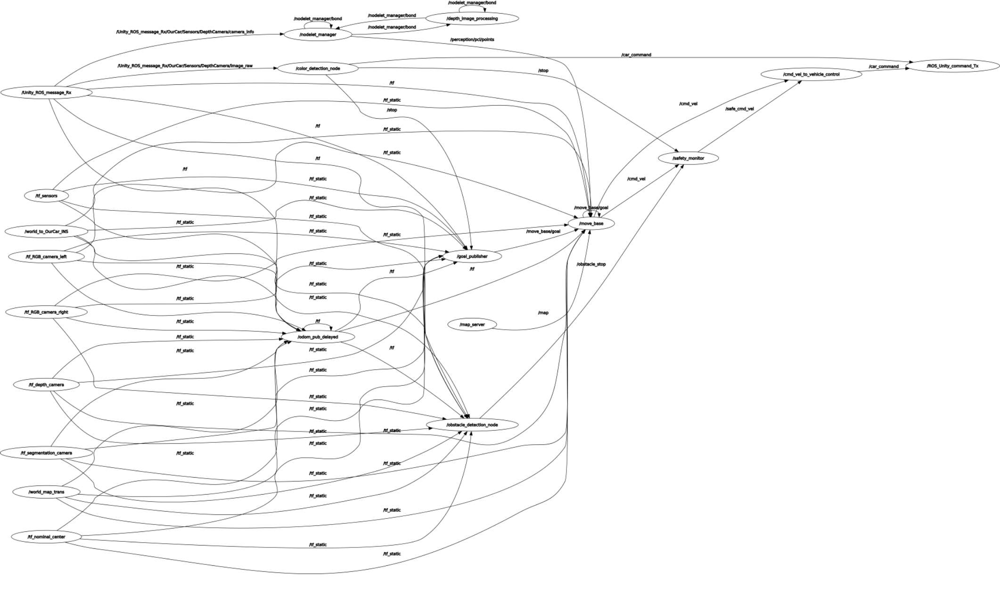 /nodelet_manager/bond
/depth_image_processing
/nodelet_manager/bond
/nodelet_manager/bond
/nodelet_manager/bond
/Unity_ROS_message_Rx/OurCar/Sensors/DepthCamera/camera_info
/nodelet_manager
/perception/pcl/points
/car_command
/Unity_ROS_message_Rx/OurCar/Sensors/DepthCamera/image_raw
/color_detection_node
/stop
/cmd_vel_to_vehicle_control
/car_command
/ROS_Unity_command_Tx
/Unity_ROS_message_Rx
/tf
/tf_static
/stop
/cmd_vel
/safe_cmd_vel
/tf
/tf_static
/tf_static
/tf
/safety_monitor
/tf
/tf_static
/cmd_vel
/tf_sensors
/tf_static
/move_base/goal
/tf_static
/tf_static
/move_base
/world_to_OurCar_INS
/tf_static
/tf_static
/move_base/goal
/tf_RGB_camera_left
/goal_publisher
/tf_static
/tf_static
/tf
/tf
/obstacle_stop
/tf_static
/tf_static
/tf_static
/tf_RGB_camera_right
/map
/tf_static
/tf
/map_server
/tf_static
/odom_pub_delayed
/tf_static
/tf_static
/tf
/tf_static
/tf_depth_camera
/tf_static
/tf_static
/tf_static
/obstacle_detection_node
/tf_static
/tf_static
/tf_static
/tf_segmentation_camera
/tf_static
/tf_static
/tf_static
/world_map_trans
/tf_static
/tf_static
/tf_nominal_center
/tf_static
/tf_static